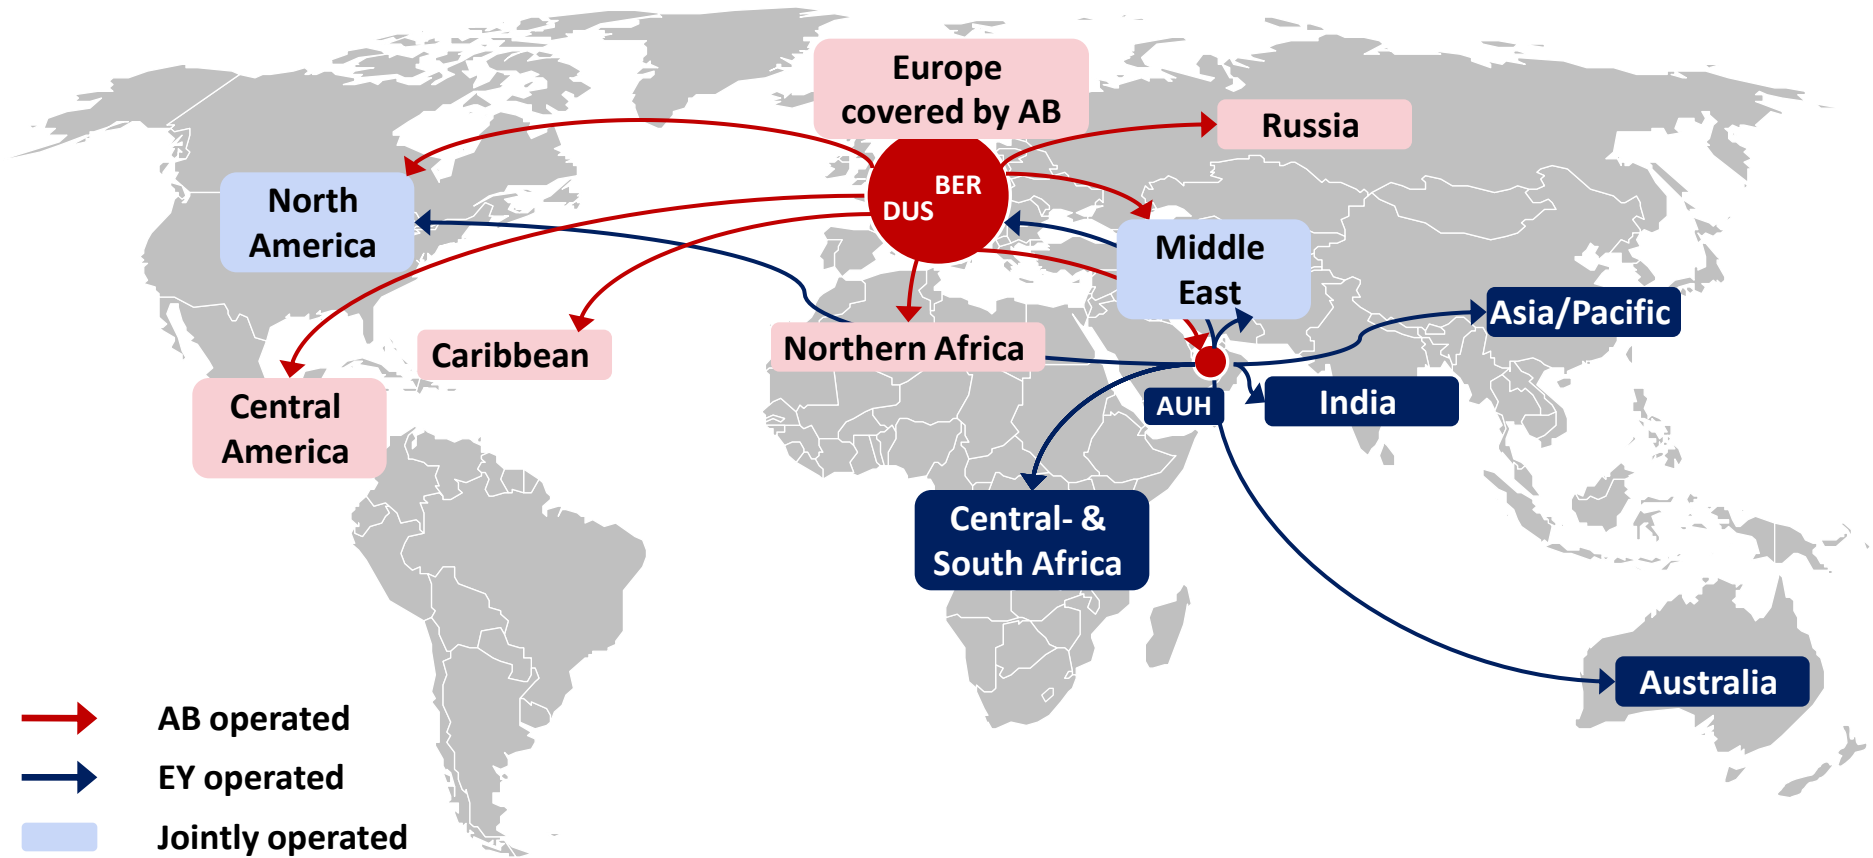 Europe
covered by AB
Russia
BER
DUS
North
America
Middle
East
Asia/Pacific
Northern Africa
Caribbean
Central
America
AUH
India
Central- &
South Africa
Australia
AB operated
EY operated
Jointly operated